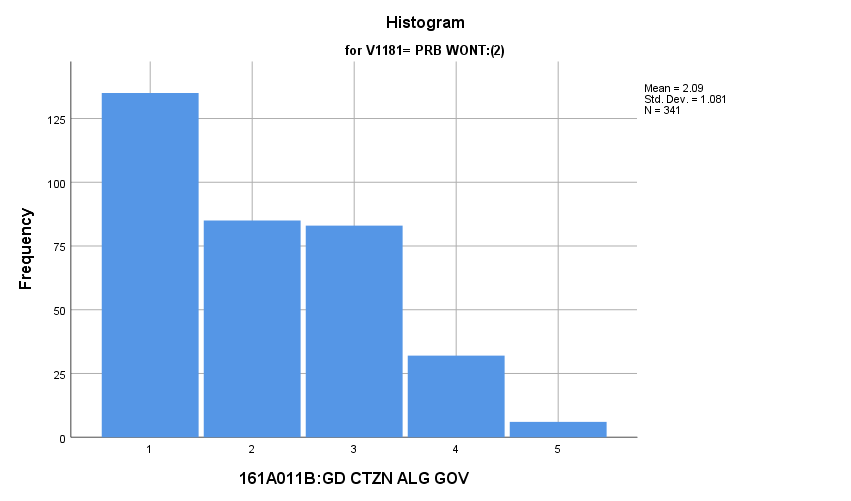 Histogram
for V1181= PRB WONT:(2)
Mean = 2.09
Std. Dev. = 1.081
N = 341
Frequency
125
100
75
50
25
0
1 2 3 4 5
161A011B:GD CTZN ALG GOV